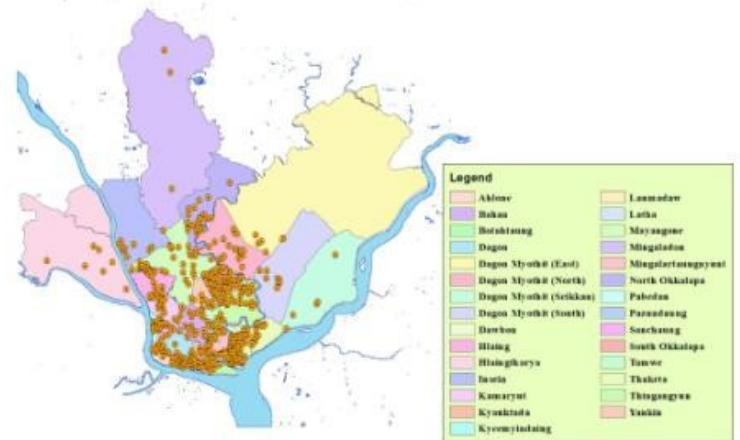 Legend
Ahlone
Bahan
Botahtaung
Dagon
Dagon Myothit (East)
Dagon Myothit (North)
Dagon Myothit (Seikkan)
Dagon Myothit (South)
Dawbon
Hlaing
Hlaingtharya
Insein
Kamaryut
Kyauktada
Kyeemyindaing
Lanmadaw
Latha
Mayangone
Mingaladon
Mingalartaungnyunt
North Okkalapa
Pabedan
Pazundaung
Sanchaung
South Okkalapa
Tamwe
Thaketa
Thingangyun
Yankin